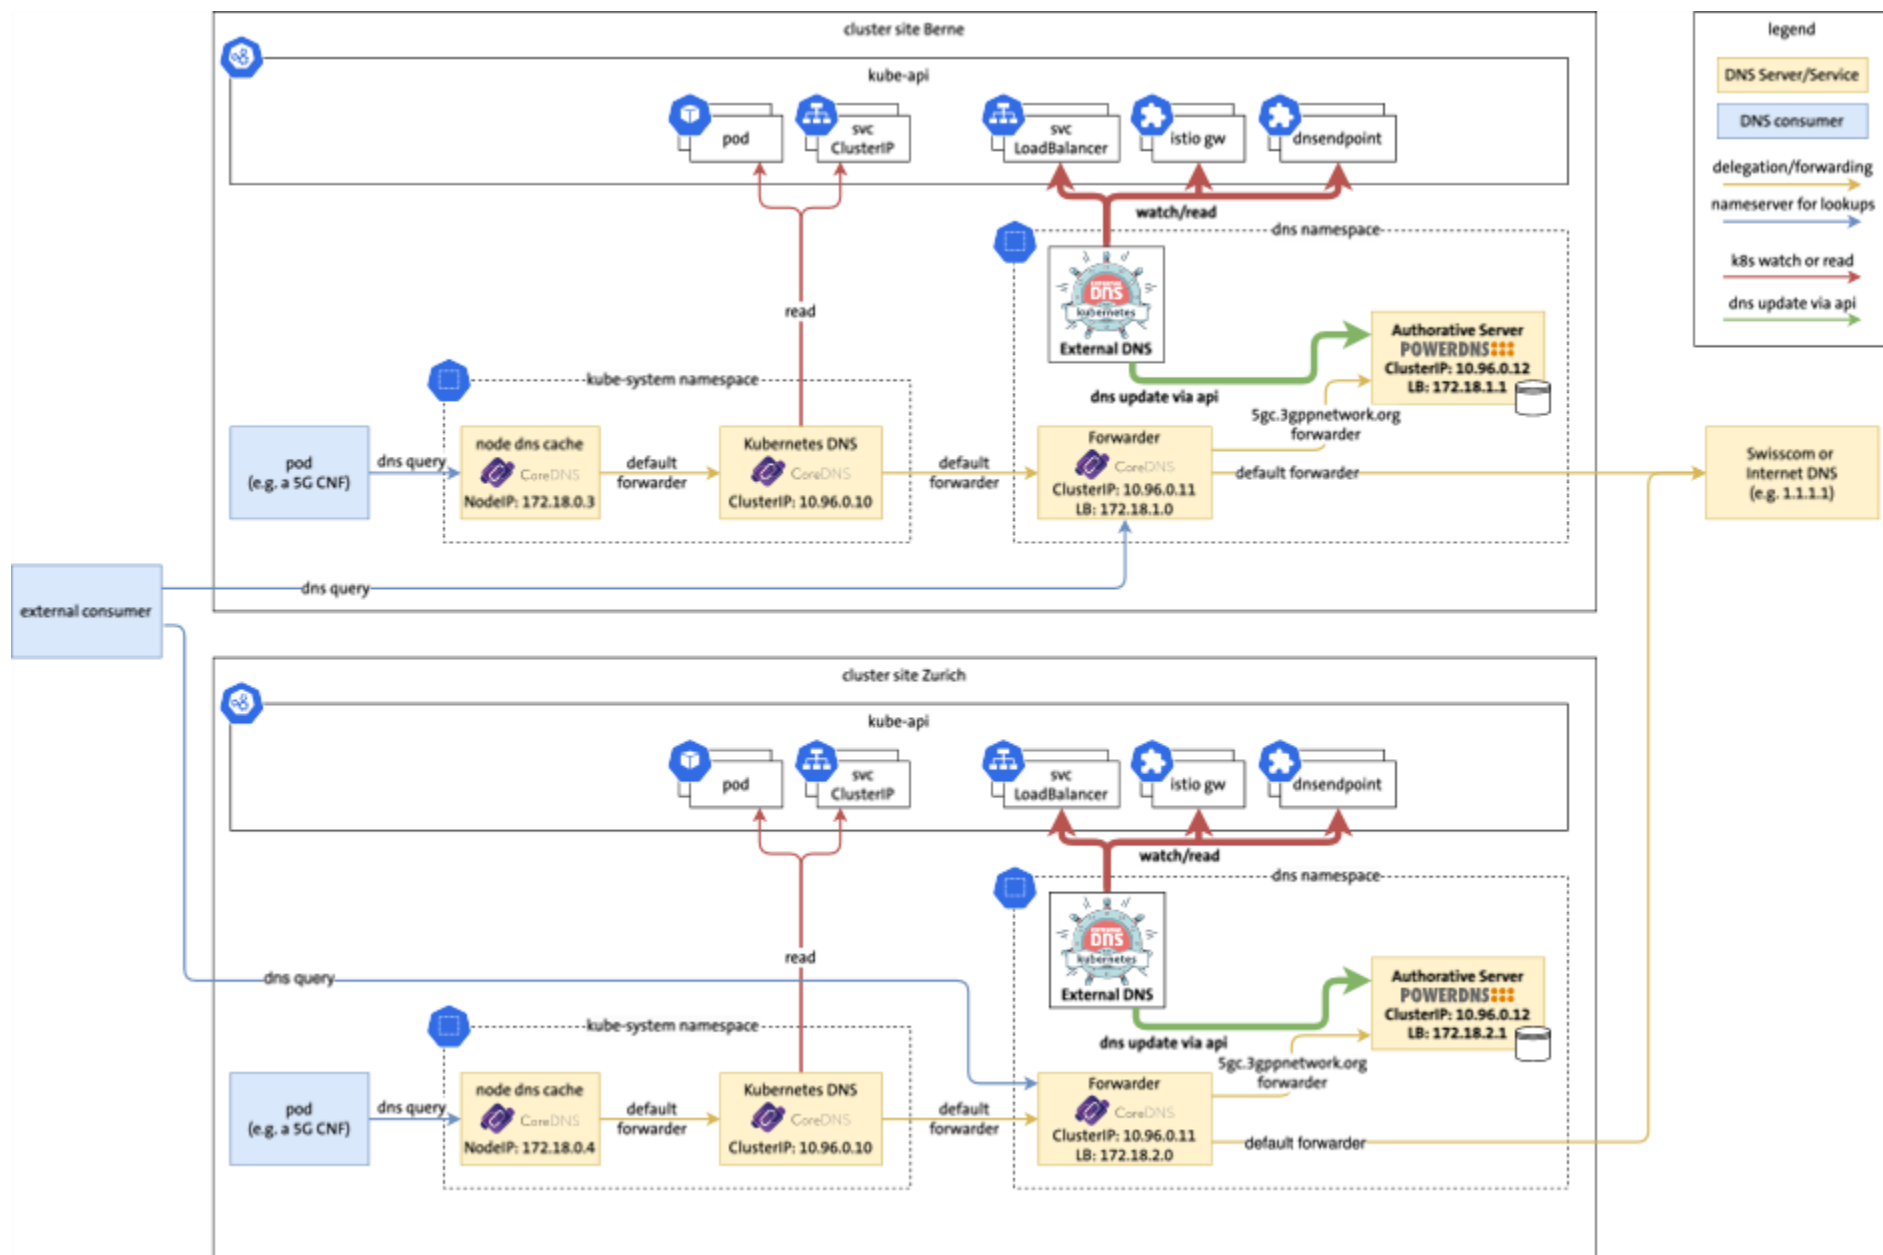 cluster site Berne
kube-api
pod
svc
ClusterIP
svc
LoadBalancer
istio gw
dnsendpoint
watch/read
dns namespace
read
DNS
kubernetes
External DNS
Authorative Server
POWERDNS
ClusterIP: 10.96.0.12
LB: 172.18.1.1
dns update via api
5gc.3gppnetwork.org
forwarder
kube-system namespace
pod
(e.g. a 5G CNF)
dns query
node dns cache
CoreDNS
NodeIP: 172.18.0.3
default
forwarder
Kubernetes DNS
CoreDNS
ClusterIP: 10.96.0.10
default
forwarder
Forwarder
CoreDNS
ClusterIP: 10.96.0.11
LB: 172.18.1.0
default forwarder
Swisscom or
Internet DNS
(e.g. 1.1.1.1)
external consumer
dns query
legend
DNS Server/Service
DNS consumer
delegation/forwarding
nameserver for lookups
k8s watch or read
dns update via api
cluster site Zurich
kube-api
pod
svc
ClusterIP
svc
LoadBalancer
istio gw
dnsendpoint
watch/read
dns namespace
read
DNS
kubernetes
External DNS
Authorative Server
POWERDNS
ClusterIP: 10.96.0.12
LB: 172.18.2.1
dns update via api
5gc.3gppnetwork.org
forwarder
dns query
kube-system namespace
pod
(e.g. a 5G CNF)
dns query
node dns cache
CoreDNS
NodeIP: 172.18.0.4
default
forwarder
Kubernetes DNS
CoreDNS
ClusterIP: 10.96.0.10
default
forwarder
Forwarder
CoreDNS
ClusterIP: 10.96.0.11
LB: 172.18.2.0
default forwarder